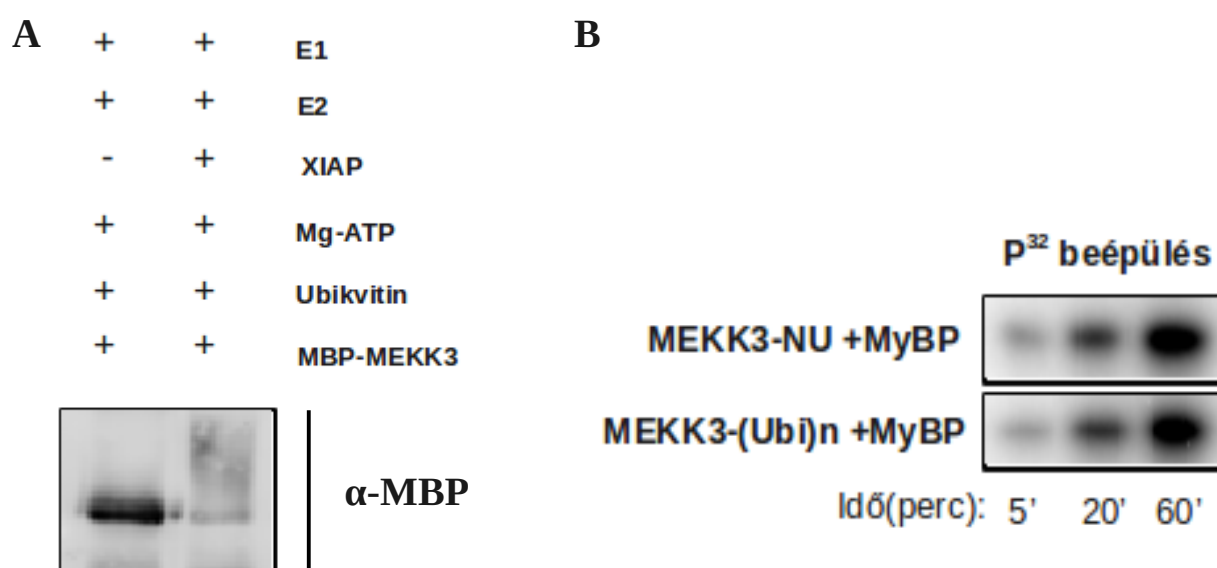 A
+ + E1
+ + E2
- + XIAP
+ + Mg-ATP
+ + Ubikvitin
+ + MBP-MEKK3
α-MBP
B
P³² beépülés
MEKK3-NU +MyBP
MEKK3-(Ubi)n +MyBP
Idő(perc): 5’ 20’ 60’